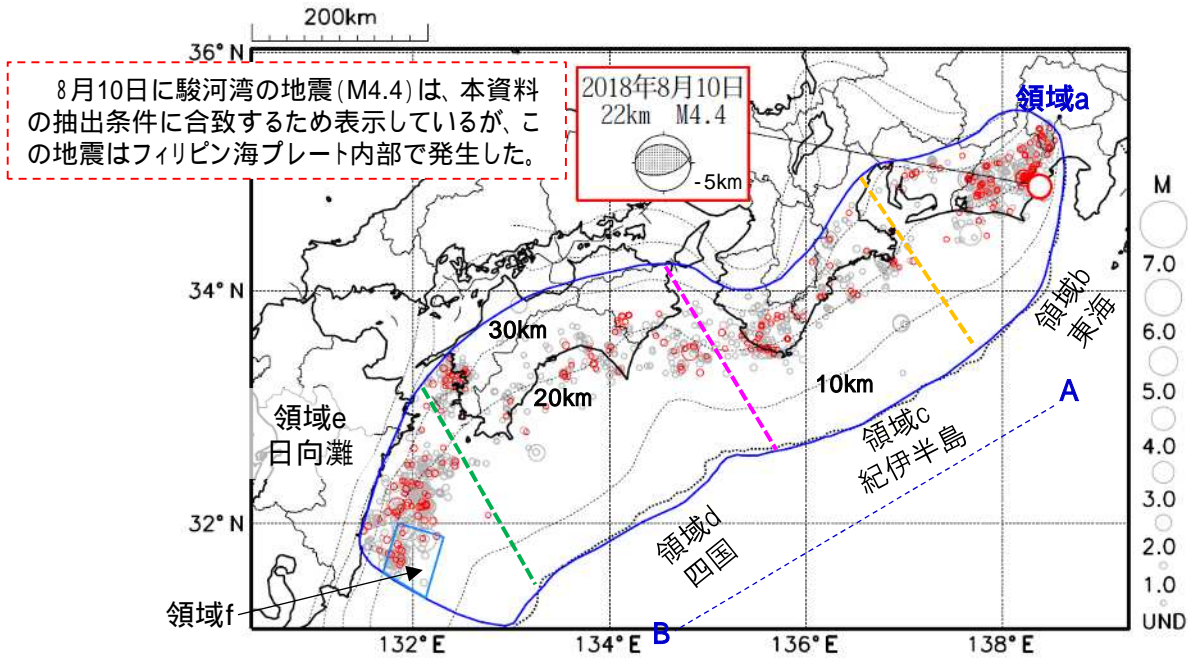 200km
36°N
8月10日に駿河湾の地震(M4.4)は、本資料
の抽出条件に合致するため表示しているが、こ
の地震はフィリピン海プレート内部で発生した。
2018年8月10日
22km M4.4
-5km
領域a
M
7.0
6.0
5.0
4.0
3.0
2.0
1.0
UND
34°N
30km
20km
10km
領域b
東海
A
領域c
紀伊半島
領域e
日向灘
32°N
領域d
四国
領域f
B
132°E
134°E
136°E
138°E